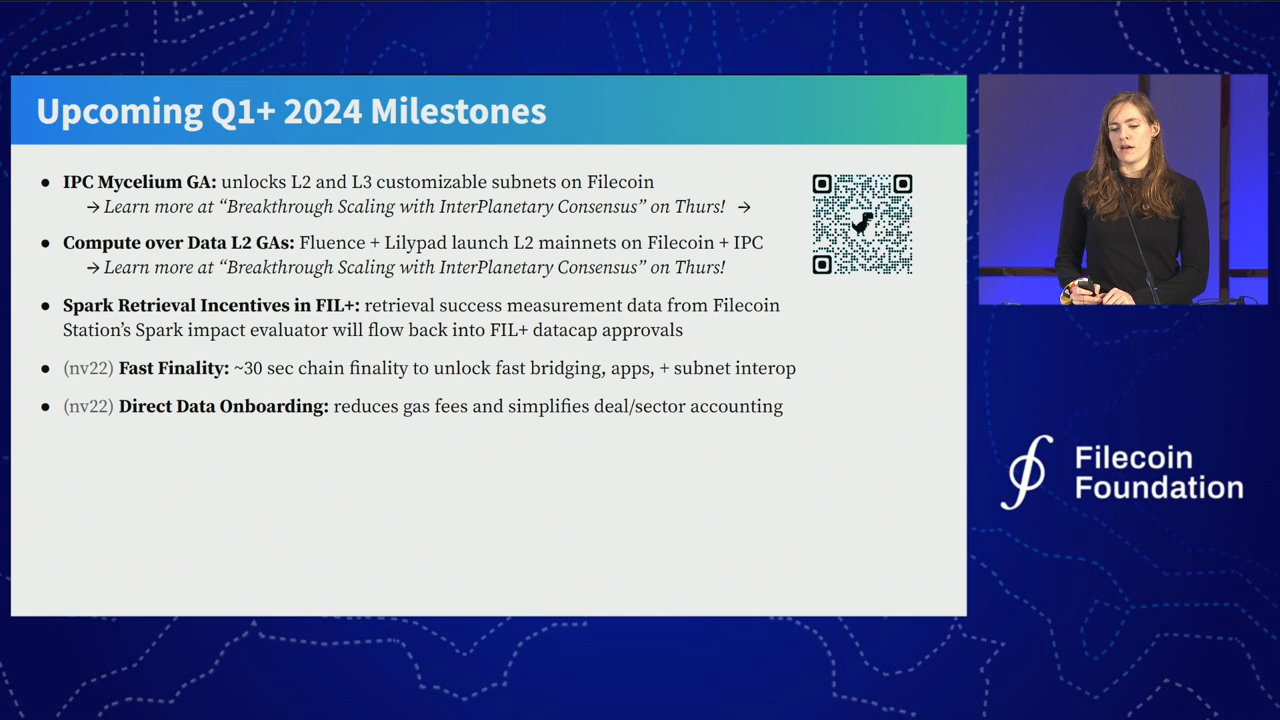 Upcoming Q1+ 2024 Milestones
● IPC Mycelium GA: unlocks L2 and L3 customizable subnets on Filecoin
→ Learn more at “Breakthrough Scaling with InterPlanetary Consensus” on Thurs! →
● Compute over Data L2 GAs: Fluence + Lilypad launch L2 mainnets on Filecoin + IPC
→ Learn more at “Breakthrough Scaling with InterPlanetary Consensus” on Thurs!
● Spark Retrieval Incentives in FIL+: retrieval success measurement data from Filecoin
Station’s Spark impact evaluator will flow back into FIL+ datacap approvals
● (nv22) Fast Finality: ~30 sec chain finality to unlock fast bridging, apps, + subnet interop
● (nv22) Direct Data Onboarding: reduces gas fees and simplifies deal/sector accounting
Filecoin
Foundation